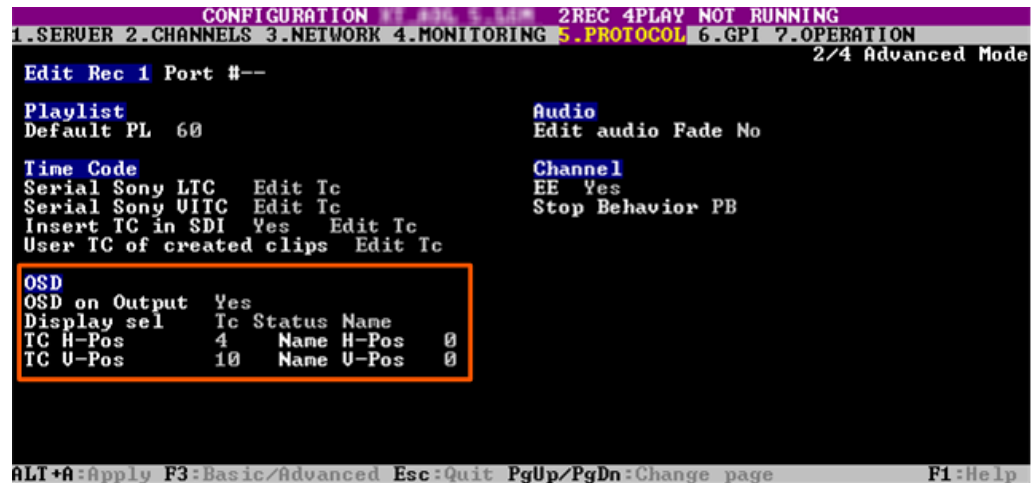 CONFIGURATION 2REC 4PLAY NOT RUNNING
1.SERVER 2.CHANNELS 3.NETWORK 4.MONITORING 5.PROTOCOL 6.GPI 7.OPERATION
2/4 Advanced Mode
Edit Rec 1 Port #--
Playlist
Default PL 60
Audio
Edit audio Fade No
Time Code
Serial Sony LTC Edit Tc
Serial Sony VITC Edit Tc
Insert TC in SDI Yes Edit Tc
User TC of created clips Edit Tc
Channel
EE Yes
Stop Behavior PB
OSD
OSD on Output Yes
Display sel Tc Status Name
TC H-Pos 4 Name H-Pos 0
TC V-Pos 10 Name V-Pos 0
ALT+A:Apply F3:Basic/Advanced Esc:Quit PgUp/PgDn:Change page F1:Help